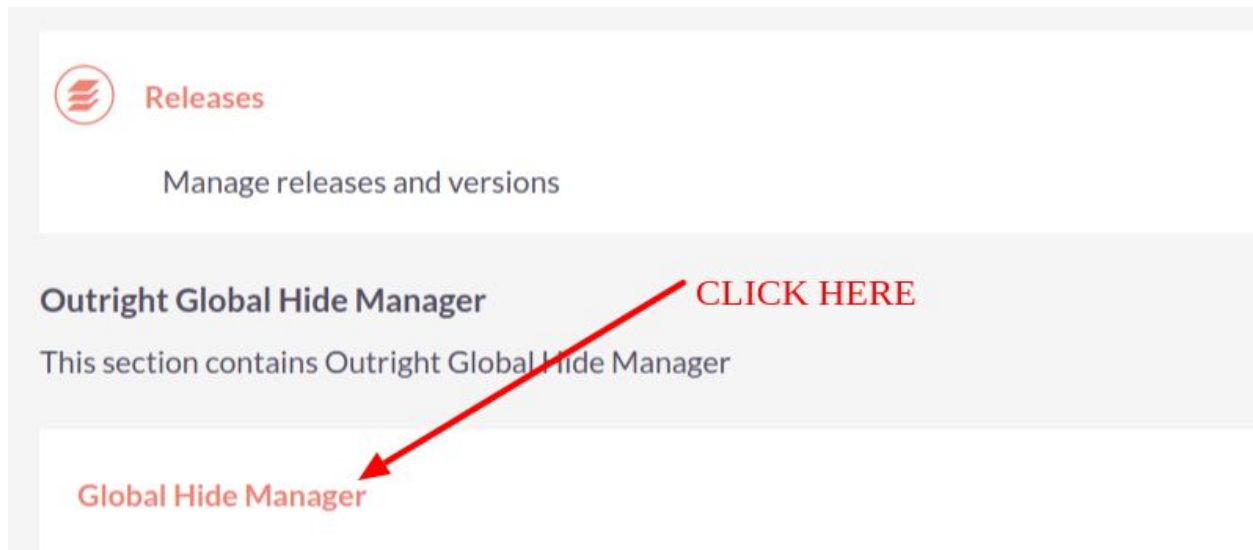 Releases
Manage releases and versions
Outright Global Hide Manager
CLICK HERE
This section contains Outright Global Hide Manager
Global Hide Manager